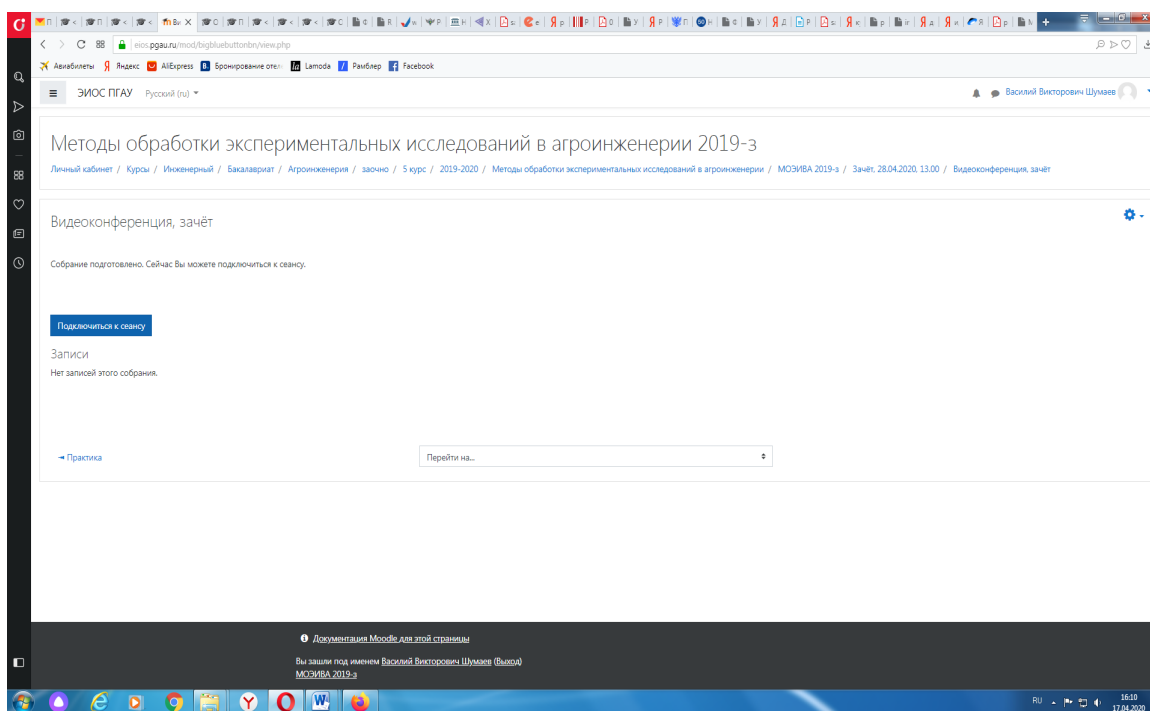 eios.pgau.ru/mod/bigbluebuttonbn/view.php
Авиабилеты Яндекс AliExpress Бронирование отел Lamoda Рамблер Facebook
ЭИОС ПГАУ Русский (ru) Василий Викторович Шумаев
Методы обработки экспериментальных исследований в агроинженерии 2019-з
Личный кабинет / Курсы / Инженерный / Бакалавриат / Агроинженерия / заочно / 5 курс / 2019-2020 / Методы обработки экспериментальных исследований в агроинженерии / МОЭИВА 2019-з / Зачёт, 28.04.2020, 13.00 / Видеоконференция, зачёт
Видеоконференция, зачёт
Собрание подготовлено. Сейчас Вы можете подключиться к сеансу.
Подключиться к сеансу
Записи
Нет записей этого собрания.
◄ Практика Перейти на...
Документация Moodle для этой страницы
Вы зашли под именем Василий Викторович Шумаев (Выход)
МОЭИВА 2019-з
RU 16:10
17.04.2020